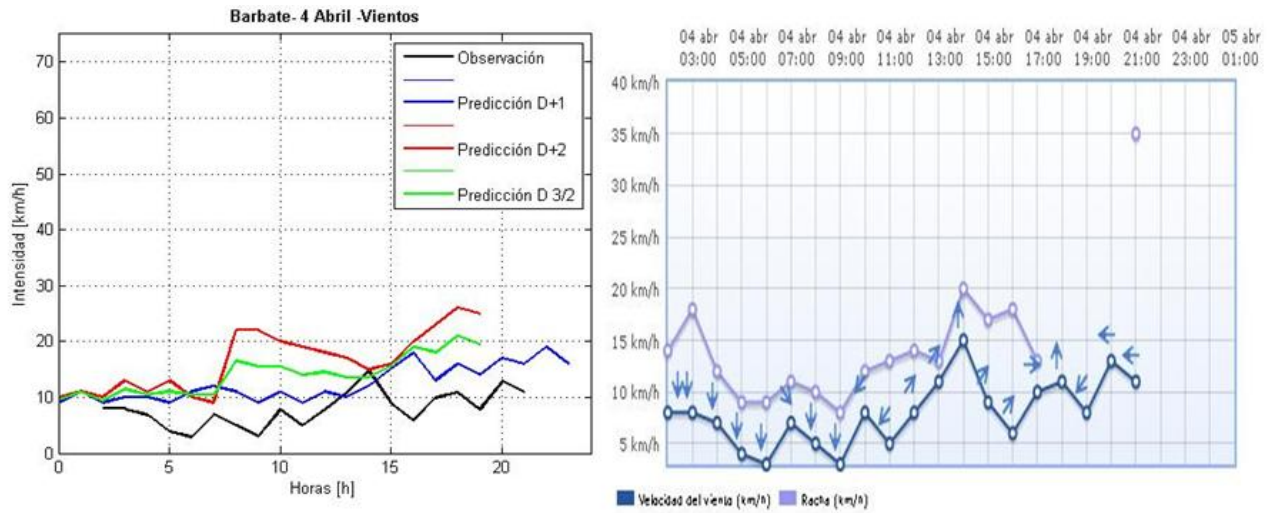 Barbate- 4 Abril -Vientos
Intensidad [km/h]
70
60
50
40
30
20
10
0
Observación
Predicción D+1
Predicción D+2
Predicción D 3/2
0 5 10 15 20
Horas [h]
04 abr 04 abr 04 abr 04 abr 04 abr 04 abr 04 abr 04 abr 04 abr 04 abr 04 abr 05 abr
03:00 05:00 07:00 09:00 11:00 13:00 15:00 17:00 19:00 21:00 23:00 01:00
40 km/h
35 km/h
30 km/h
25 km/h
20 km/h
15 km/h
10 km/h
5 km/h
Velocidad del viento (km/h) Racha (km/h)